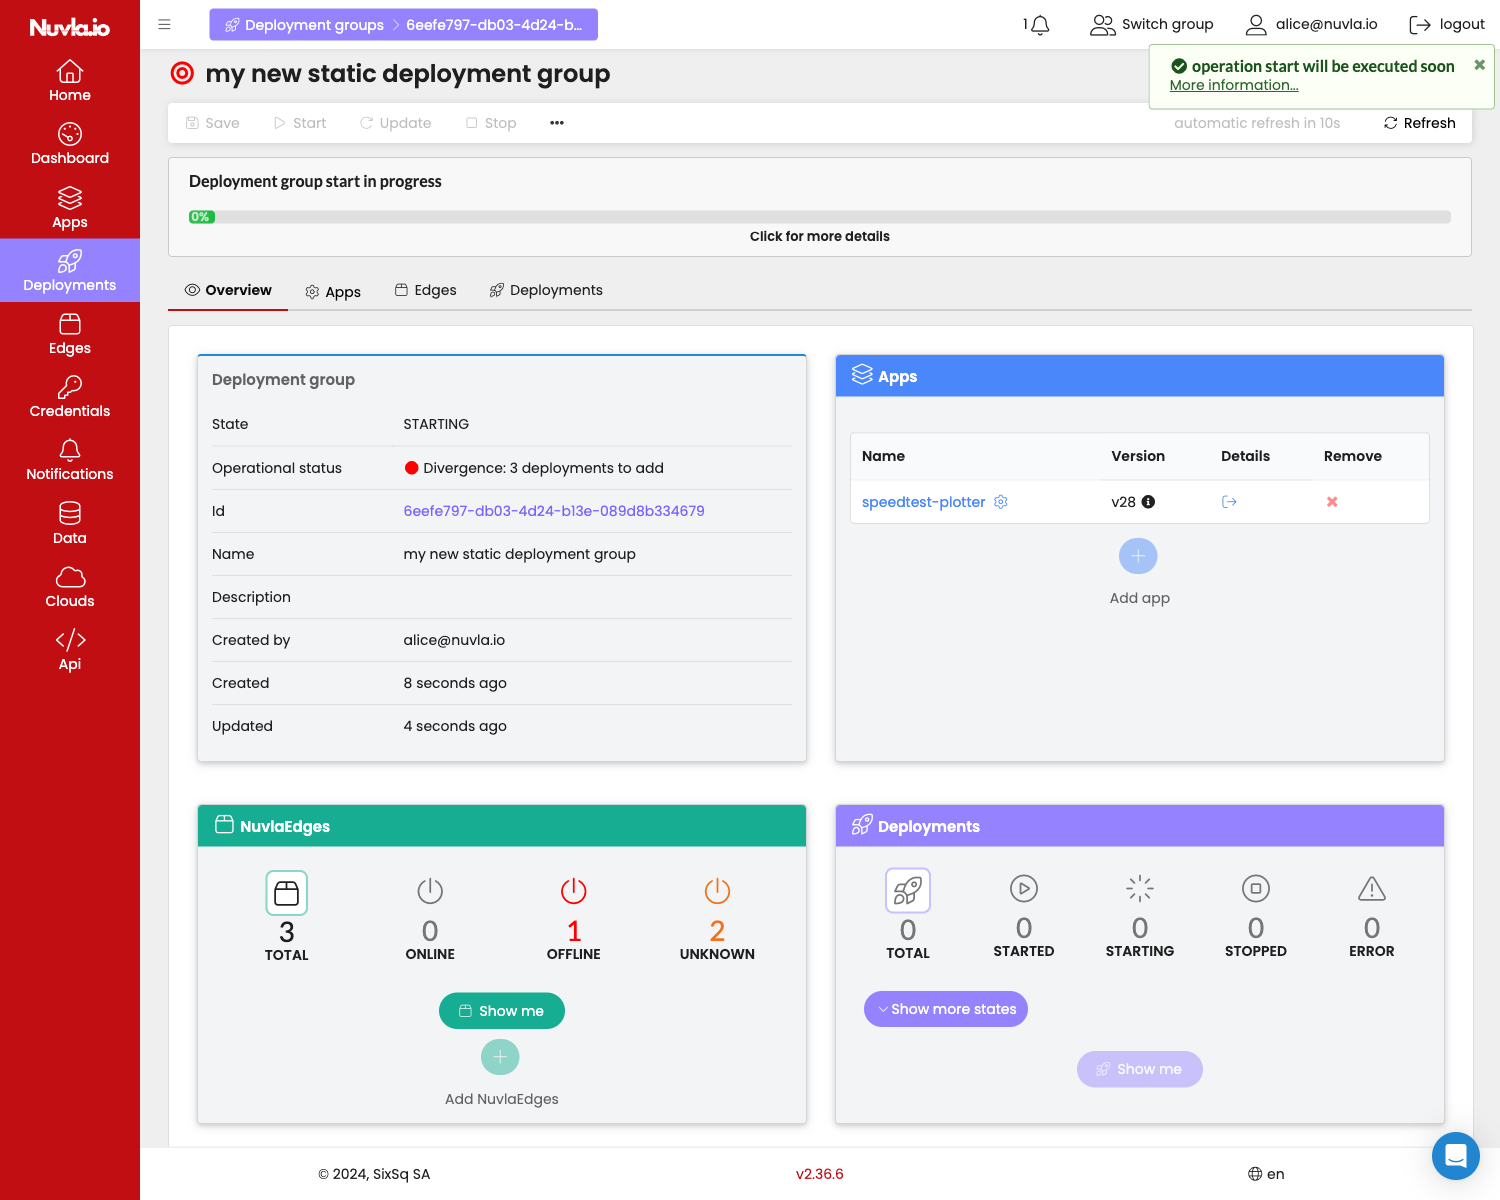 Nuvla.io
Home
Dashboard
Apps
Deployments
Edges
Credentials
Notifications
Data
Clouds
Api
Deployment groups
6eefe797-db03-4d24-b...
1
Switch group
alice@nuvla.io
logout
my new static deployment group
operation start will be executed soon
More information...
Save
Start
Update
Stop
•••
automatic refresh in 10s
Refresh
Deployment group start in progress
0%
Click for more details
Overview
Apps
Edges
Deployments
Deployment group
State STARTING
Operational status Divergence: 3 deployments to add
Id 6eefe797-db03-4d24-b13e-089d8b334679
Name my new static deployment group
Description
Created by alice@nuvla.io
Created 8 seconds ago
Updated 4 seconds ago
Apps
Name Version Details Remove
speedtest-plotter v28
Add app
NuvlaEdges
3 0 1 2
TOTAL ONLINE OFFLINE UNKNOWN
Show me
Add NuvlaEdges
Deployments
0 0 0 0 0
TOTAL STARTED STARTING STOPPED ERROR
Show more states
Show me
© 2024, SixSq SA
v2.36.6
en